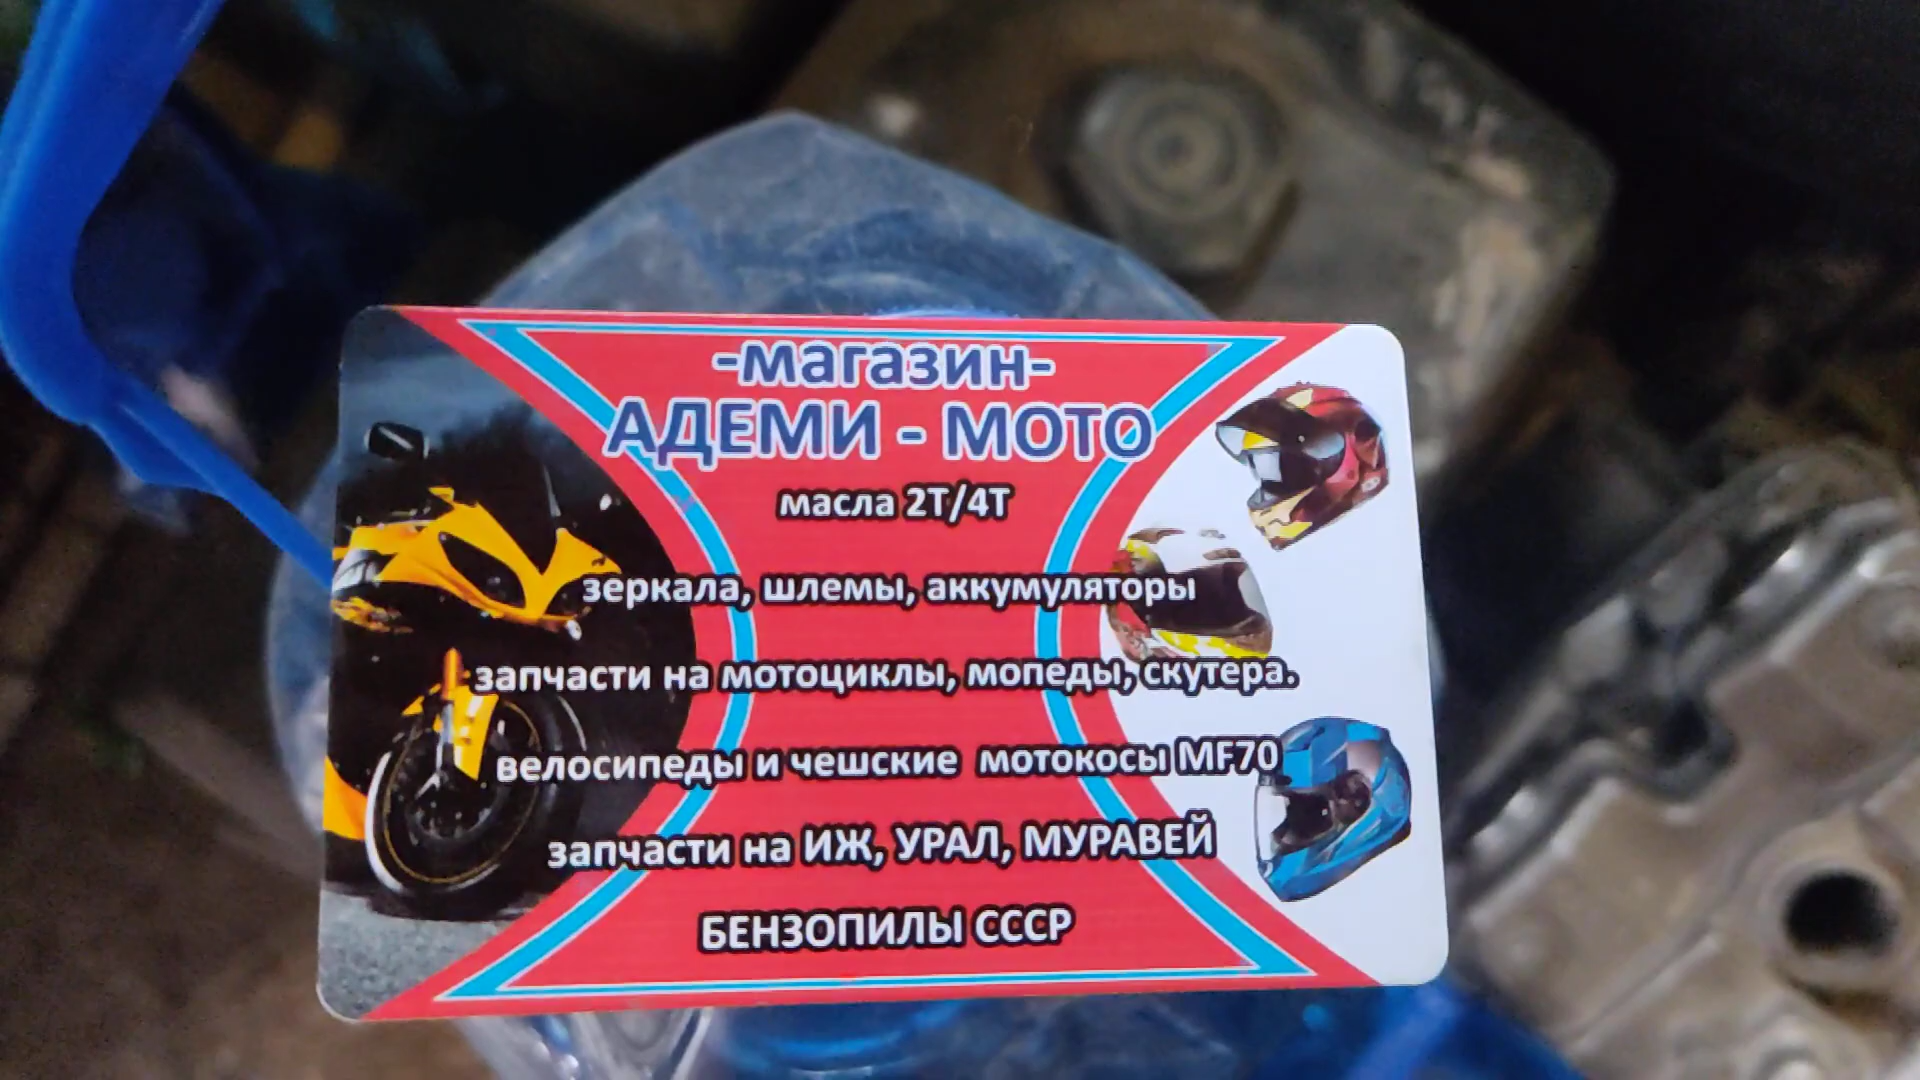 -магазин-
АДЕМИ - МОТО
масла 2Т/4Т
зеркала, шлемы, аккумуляторы
запчасти на мотоциклы, мопеды, скутера.
велосипеды и чешские мотокосы MF70
запчасти на ИЖ, УРАЛ, МУРАВЕЙ
БЕНЗОПИЛЫ СССР